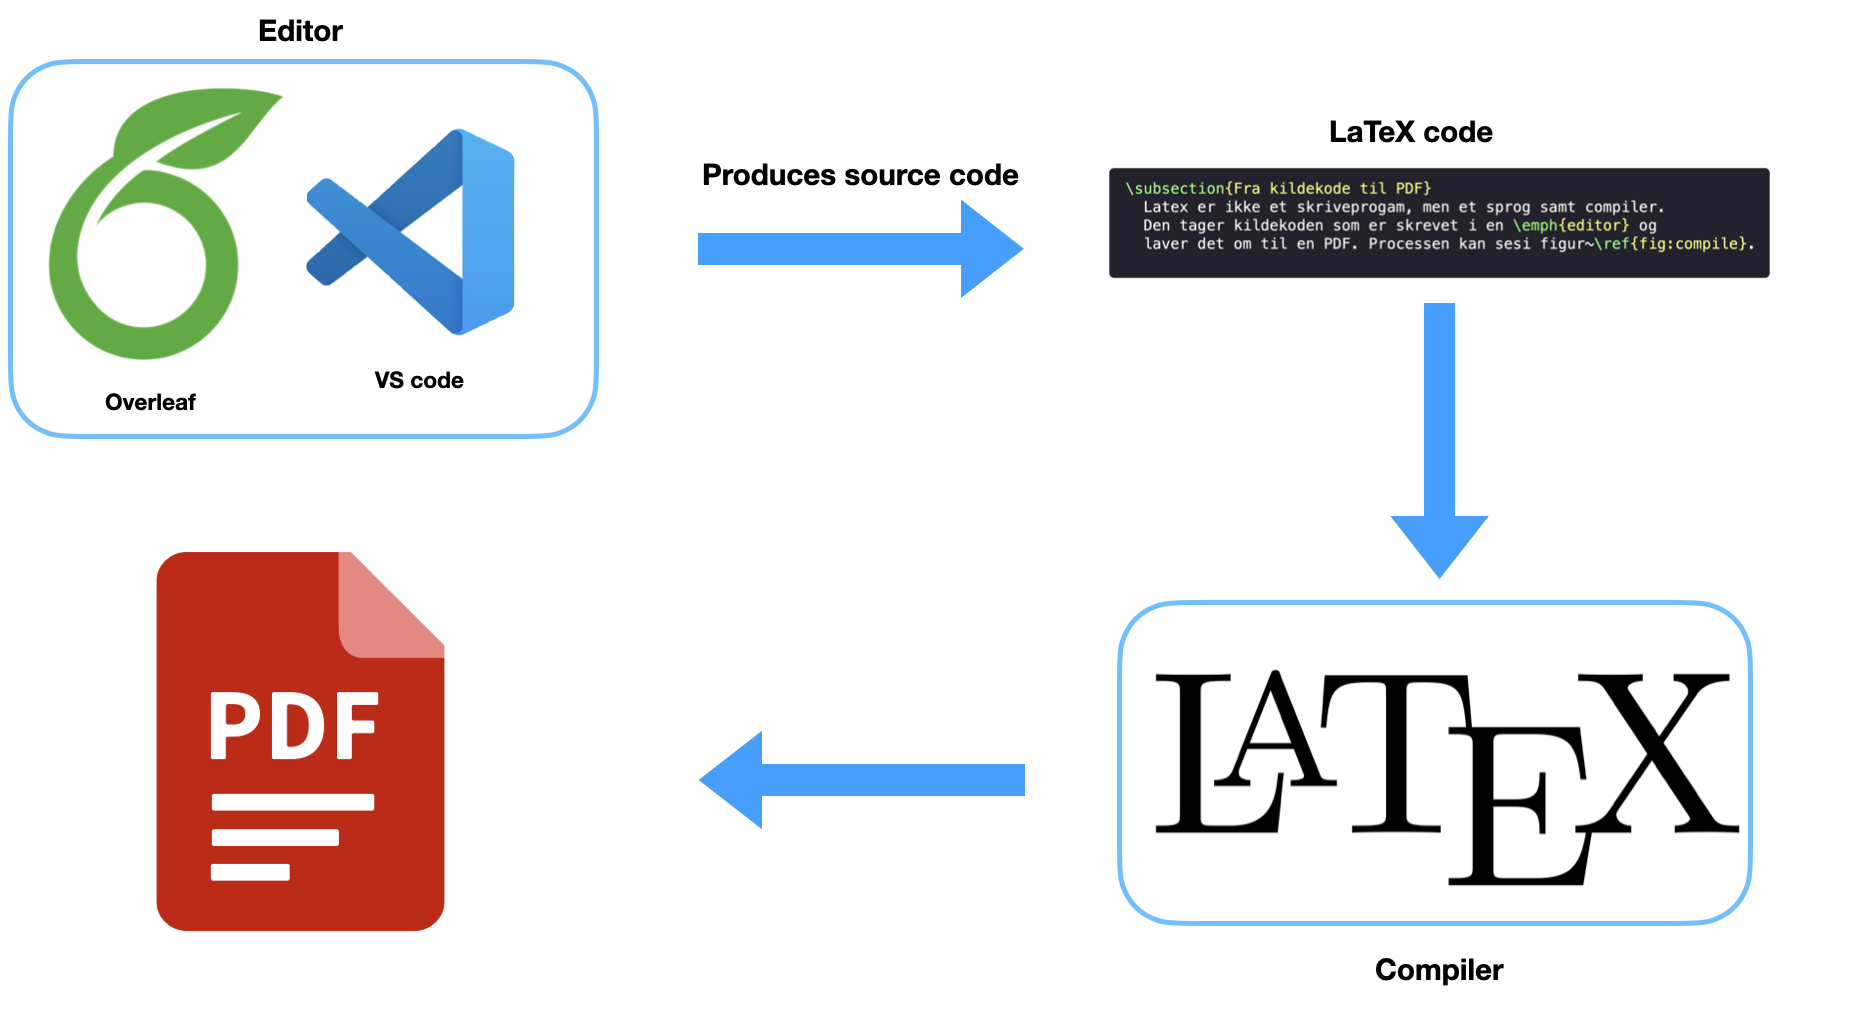 Editor
Overleaf
VS code
Produces source code
LaTeX code
\subsection{Fra kildekode til PDF}
Latex er ikke et skriveprogam, men et sprog samt compiler.
Den tager kildekoden som er skrevet i en \emph{editor} og
laver det om til en PDF. Processen kan sesi figur~\ref{fig:compile}.
LATEX
Compiler
PDF